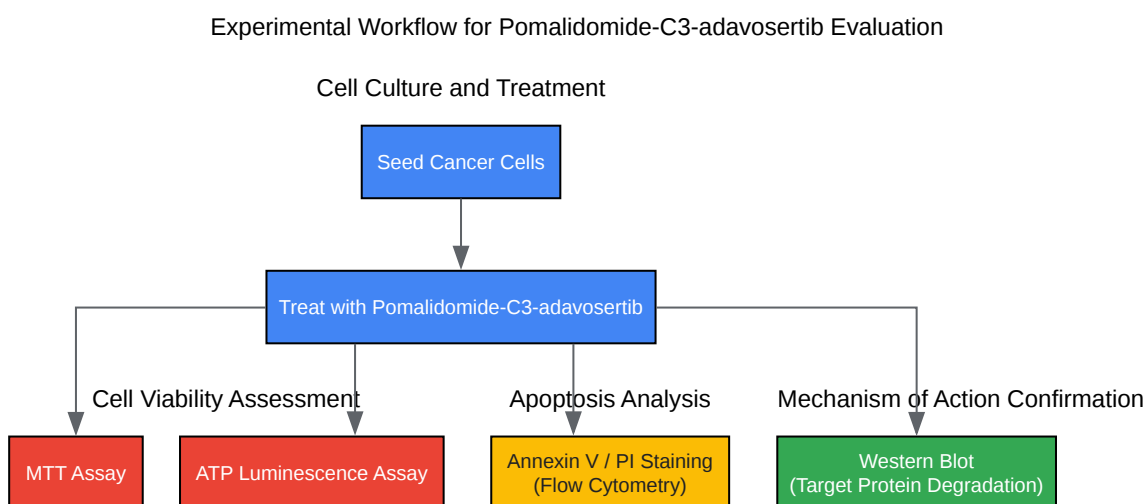 Experimental Workflow for Pomalidomide-C3-adavosertib Evaluation
Cell Culture and Treatment
Seed Cancer Cells
Treat with Pomalidomide-C3-adavosertib
Cell Viability Assessment
Apoptosis Analysis
Mechanism of Action Confirmation
MTT Assay
ATP Luminescence Assay
Annexin V / PI Staining
(Flow Cytometry)
Western Blot
(Target Protein Degradation)